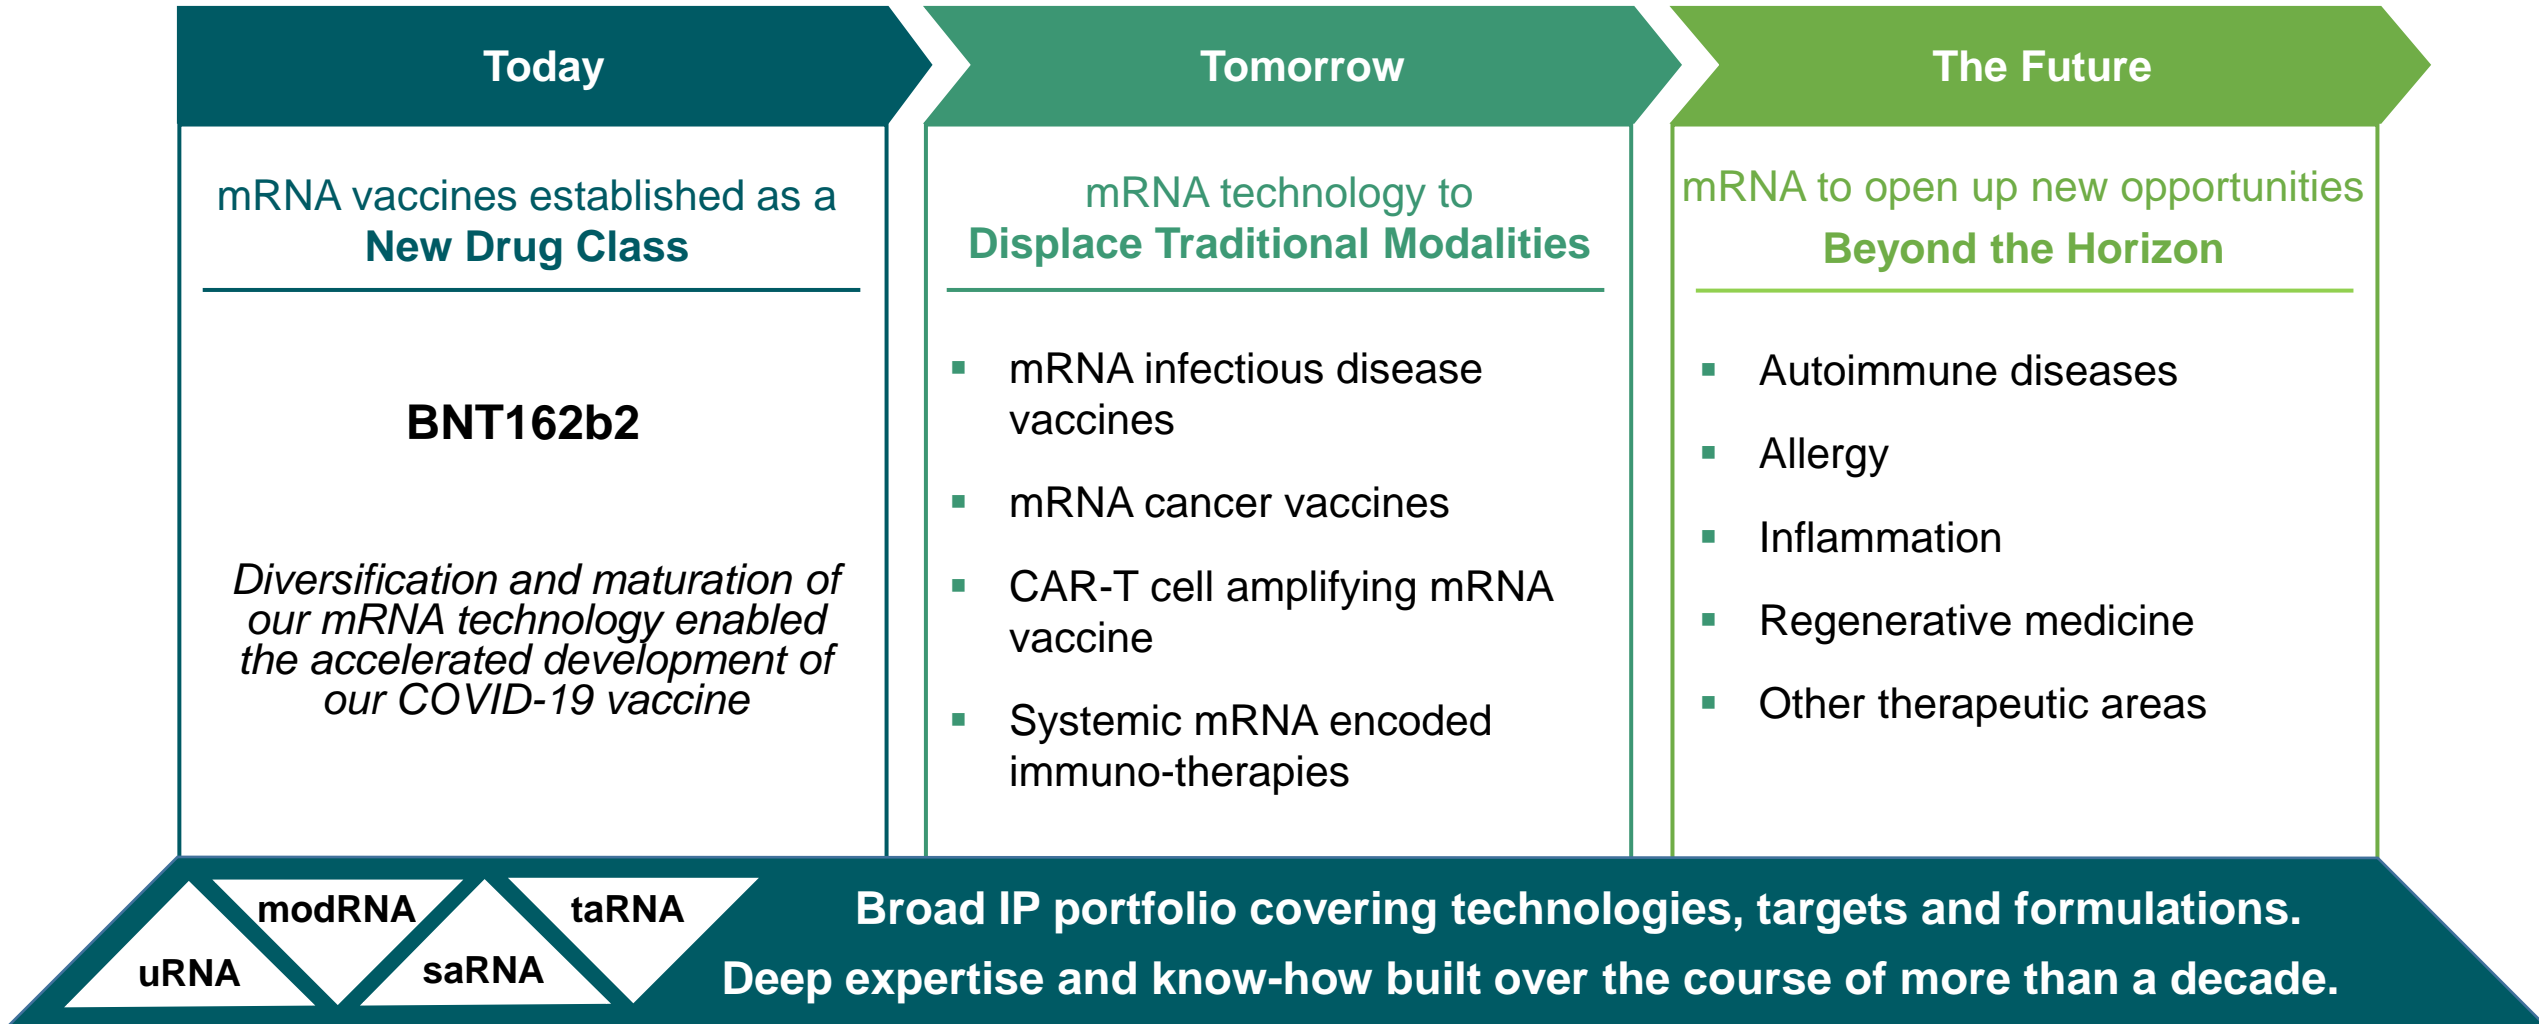 Today
mRNA vaccines established as a
New Drug Class
BNT162b2
Diversification and maturation of
our mRNA technology enabled
the accelerated development of
our COVID-19 vaccine
Tomorrow
mRNA technology to
Displace Traditional Modalities
▪ mRNA infectious disease
vaccines
▪ mRNA cancer vaccines
▪ CAR-T cell amplifying mRNA
vaccine
▪ Systemic mRNA encoded
immuno-therapies
The Future
mRNA to open up new opportunities
Beyond the Horizon
▪ Autoimmune diseases
▪ Allergy
▪ Inflammation
▪ Regenerative medicine
▪ Other therapeutic areas
uRNA
modRNA
saRNA
taRNA
Broad IP portfolio covering technologies, targets and formulations.
Deep expertise and know-how built over the course of more than a decade.